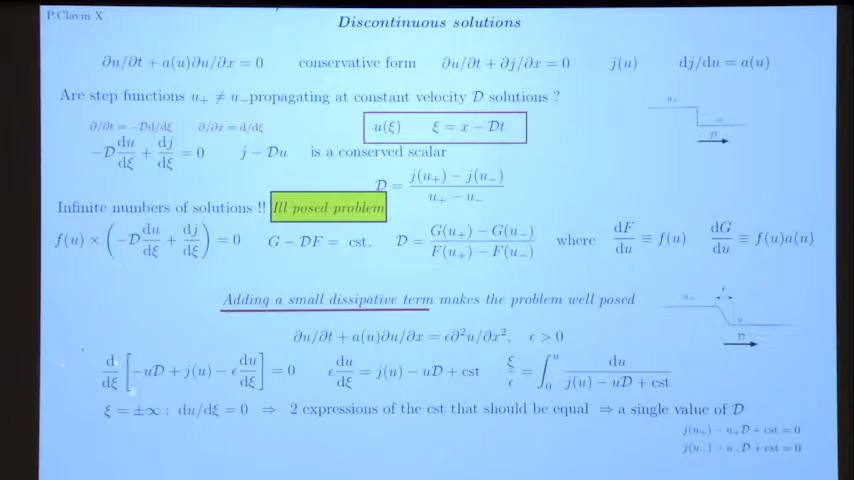 P.Clavin X
Discontinuous solutions
∂u/∂t + a(u)∂u/∂x = 0 conservative form ∂u/∂t + ∂j/∂x = 0 j(u) dj/du = a(u)
Are step functions u₊ ≠ u₋propagating at constant velocity 𝒟 solutions ?
∂/∂t = −𝒟d/dξ ∂/∂x = d/dξ
u(ξ) ξ = x − 𝒟t
−𝒟 du/dξ + dj/dξ = 0 j − 𝒟u is a conserved scalar
𝒟 = (j(u₊) − j(u₋))/(u₊ − u₋)
Infinite numbers of solutions !! Ill posed problem
f(u) × (−𝒟 du/dξ + dj/dξ) = 0 G − 𝒟F = cst. 𝒟 = (G(u₊) − G(u₋))/(F(u₊) − F(u₋)) where dF/du ≡ f(u) dG/du ≡ f(u)a(u)
Adding a small dissipative term makes the problem well posed
∂u/∂t + a(u)∂u/∂x = ϵ∂²u/∂x², ϵ > 0
d/dξ [−u𝒟 + j(u) − ϵ du/dξ] = 0 ϵ du/dξ = j(u) − u𝒟 + cst ξ/ϵ = ∫₀ᵘ du/(j(u) − u𝒟 + cst)
ξ = ±∞ : du/dξ = 0 ⇒ 2 expressions of the cst that should be equal ⇒ a single value of 𝒟
j(u₊) − u₊𝒟 + cst = 0
j(u₋) − u₋𝒟 + cst = 0
𝒟
𝒟